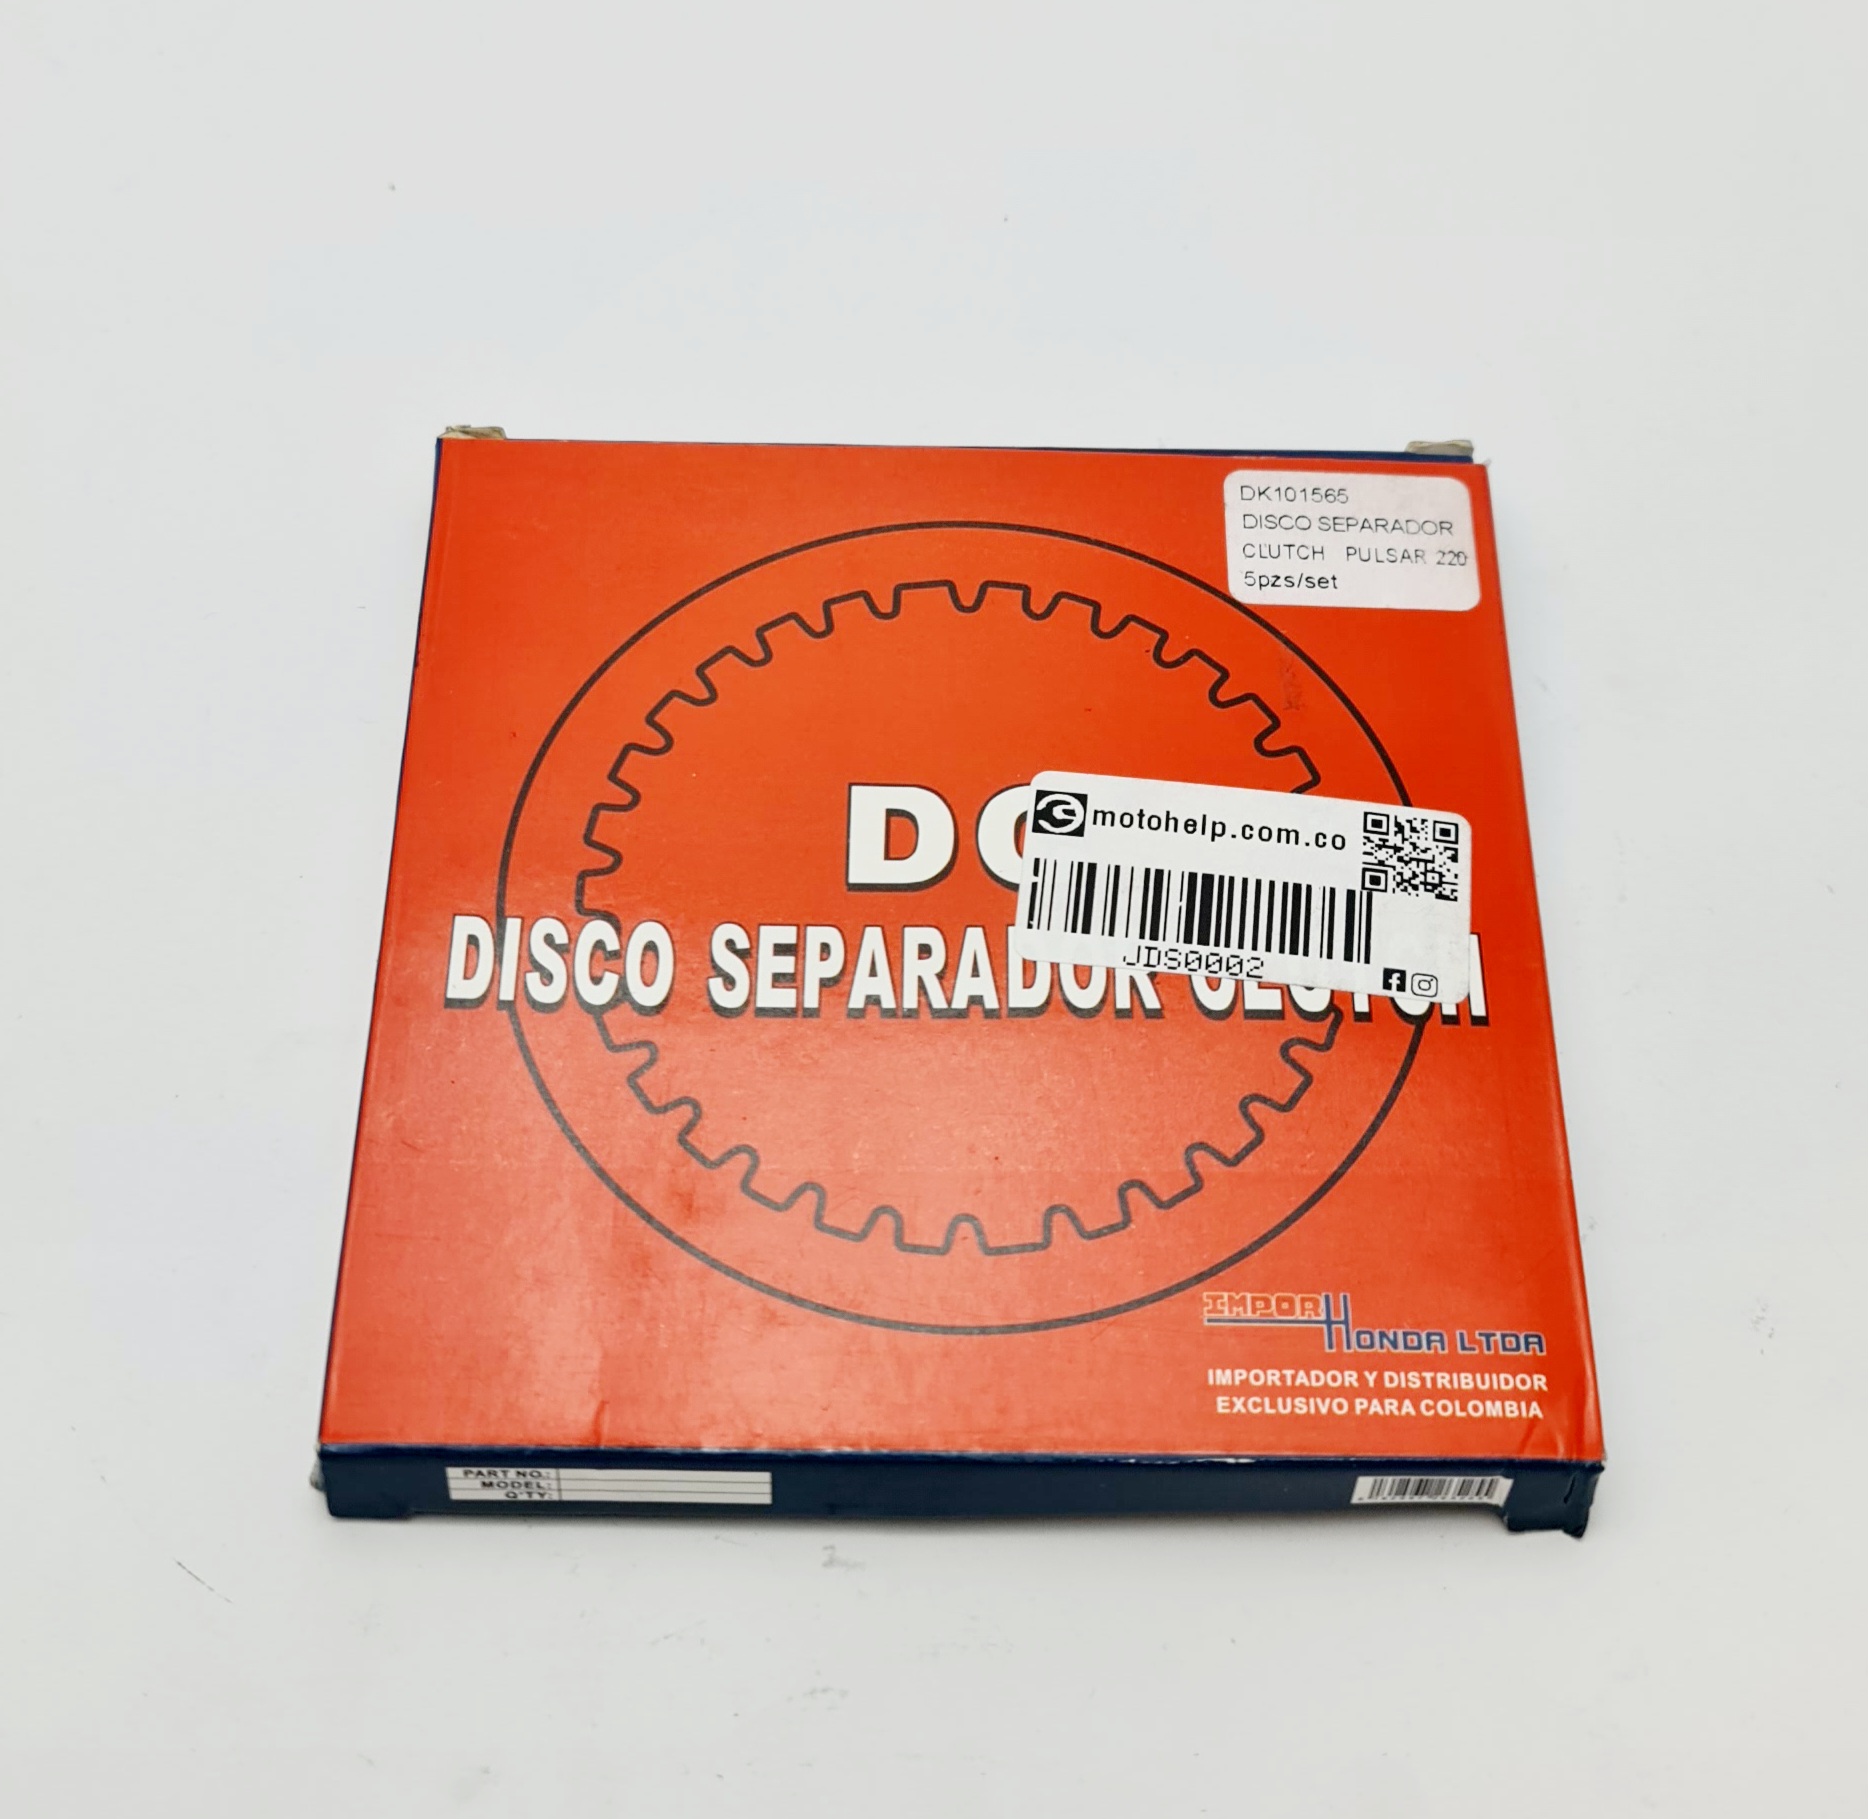 DK101565
DISCO SEPARADOR
CLUTCH PULSAR 220
5pzs/set
motohelp.com.co
JDS0002
DISCO SEPARADOR CLUTCH
IMPOR HONDA LTDA
IMPORTADOR Y DISTRIBUIDOR
EXCLUSIVO PARA COLOMBIA
PART NO.:
MODEL:
Q'TY: